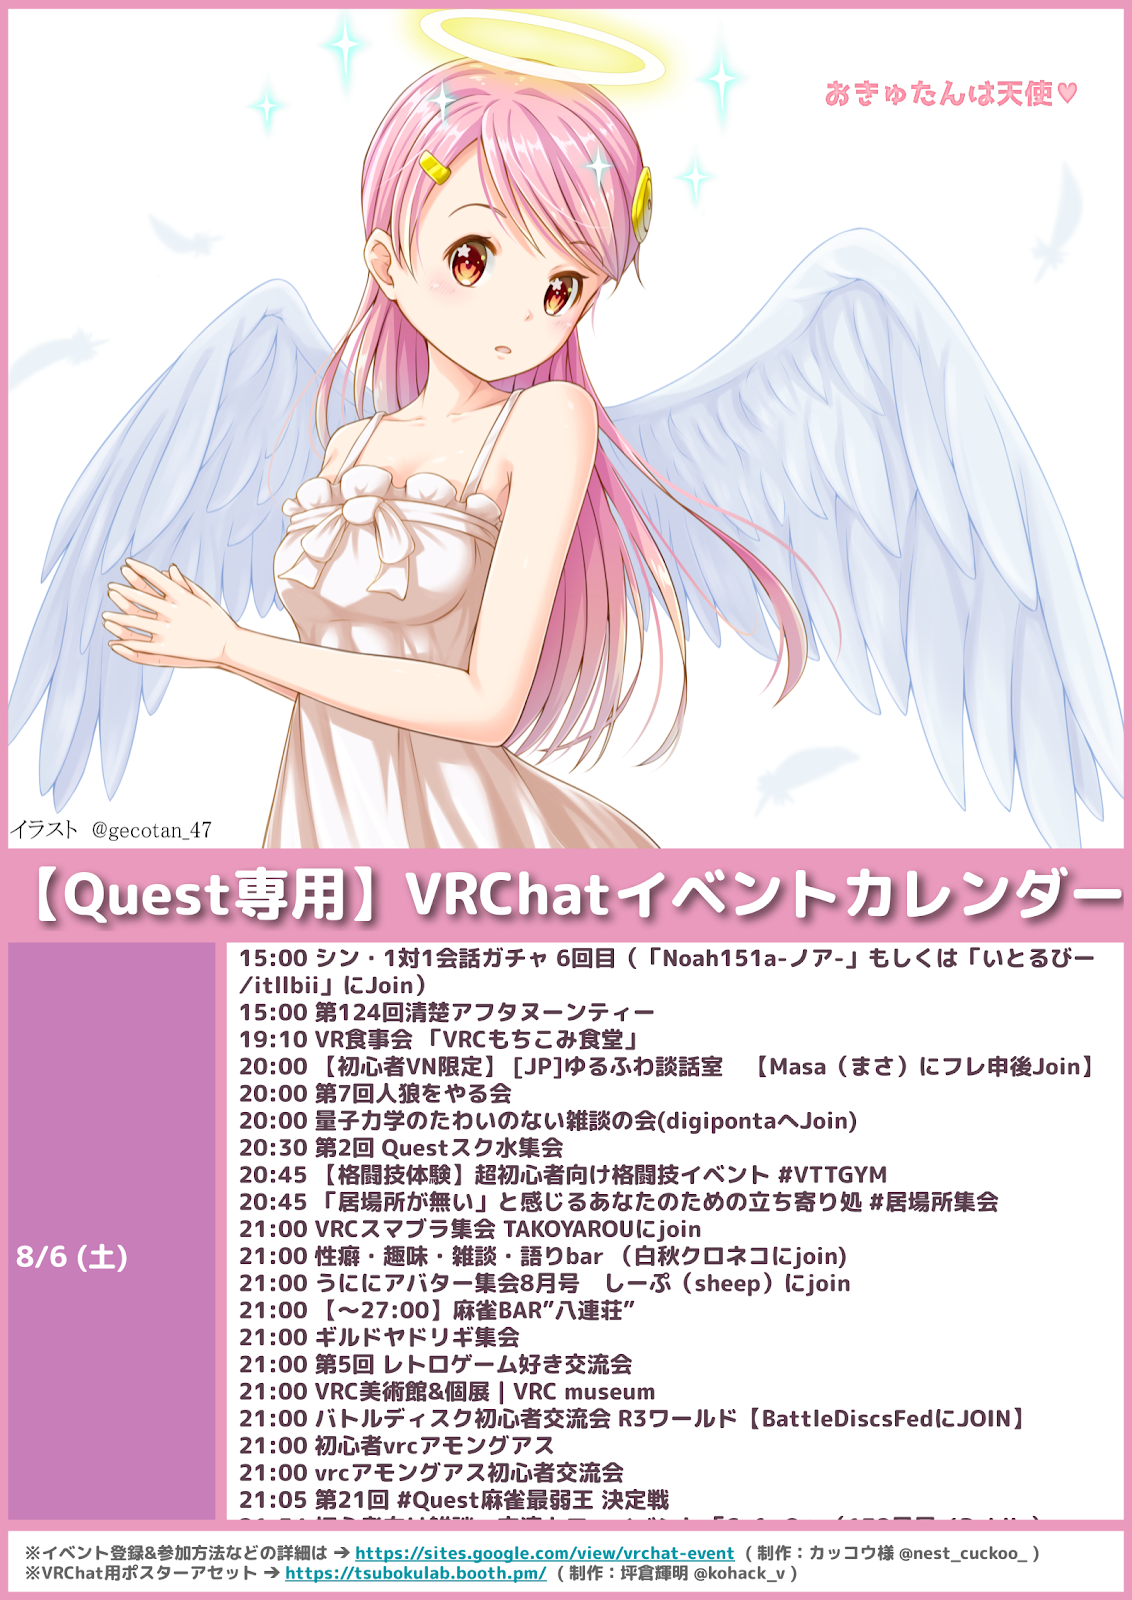 おきゅたんは天使♥
イラスト @gecotan_47
【Quest専用】VRChatイベントカレンダー
8/6 (土)
15:00 シン・1対1会話ガチャ 6回目（「Noah151a-ノア-」もしくは「いとるびー
/itllbii」にJoin）
15:00 第124回清楚アフタヌーンティー
19:10 VR食事会 「VRCもちこみ食堂」
20:00 【初心者VN限定】 [JP]ゆるふわ談話室　【Masa（まさ）にフレ申後Join】
20:00 第7回人狼をやる会
20:00 量子力学のたわいのない雑談の会(digipontaへJoin)
20:30 第2回 Questスク水集会
20:45 【格闘技体験】超初心者向け格闘技イベント #VTTGYM
20:45 「居場所が無い」と感じるあなたのための立ち寄り処 #居場所集会
21:00 VRCスマブラ集会 TAKOYAROUにjoin
21:00 性癖・趣味・雑談・語りbar （白秋クロネコにjoin)
21:00 うににアバター集会8月号　しーぷ（sheep）にjoin
21:00 【～27:00】麻雀BAR”八連荘”
21:00 ギルドヤドリギ集会
21:00 第5回 レトロゲーム好き交流会
21:00 VRC美術館&個展 | VRC museum
21:00 バトルディスク初心者交流会 R3ワールド【BattleDiscsFedにJOIN】
21:00 初心者vrcアモングアス
21:00 vrcアモングアス初心者交流会
21:05 第21回 #Quest麻雀最弱王 決定戦
※イベント登録&参加方法などの詳細は → https://sites.google.com/view/vrchat-event （制作：カッコウ様 @nest_cuckoo_ ）
※VRChat用ポスターアセット → https://tsubokulab.booth.pm/ （制作：坪倉輝明 @kohack_v ）